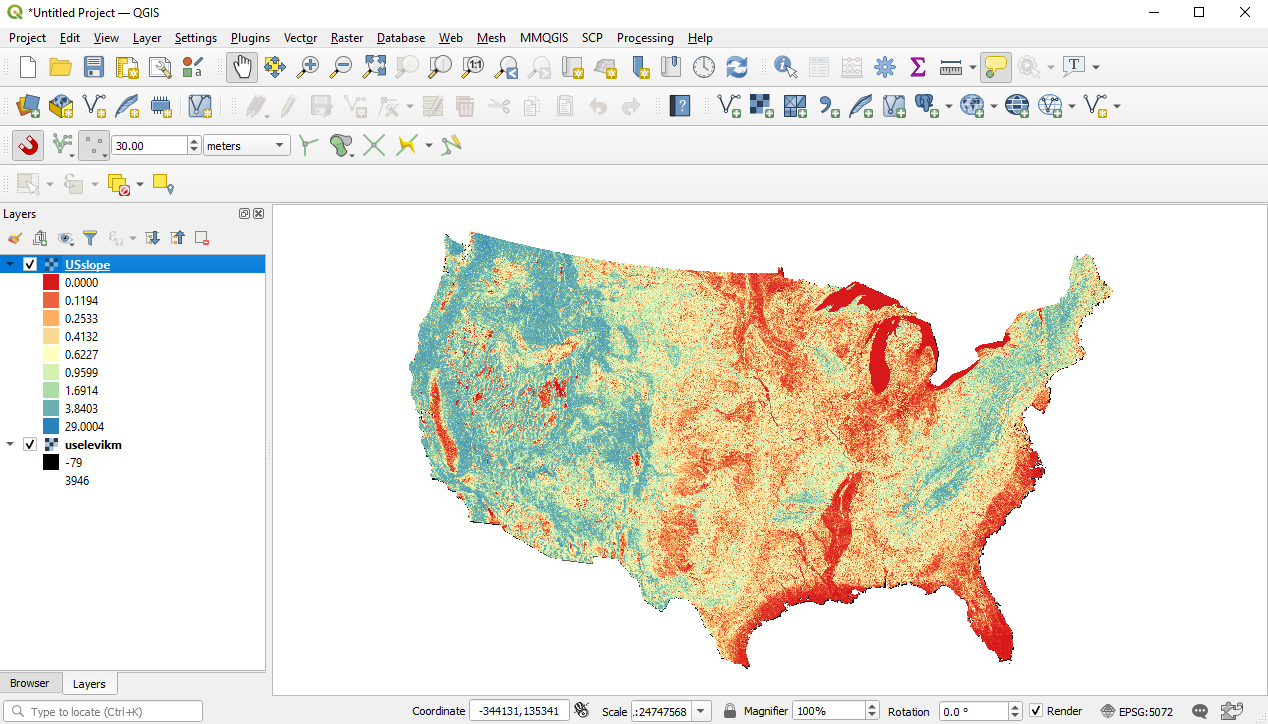 *Untitled Project — QGIS
Project Edit View Layer Settings Plugins Vector Raster Database Web Mesh MMQGIS SCP Processing Help
1:1
T
30.00 meters
Layers
USslope
0.0000
0.1194
0.2533
0.4132
0.6227
0.9599
1.6914
3.8403
29.0004
uselevikm
-79
3946
Browser Layers
Type to locate (Ctrl+K) Coordinate -344131,135341 Scale .:24747568 Magnifier 100% Rotation 0.0 ° Render EPSG:5072